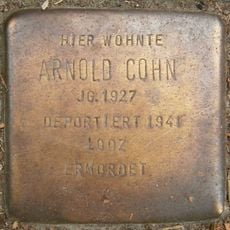 HIER WOHNTE
ARNOLD COHN
JG. 1927
DEPORTIERT 1941
LODZ
ERMORDET